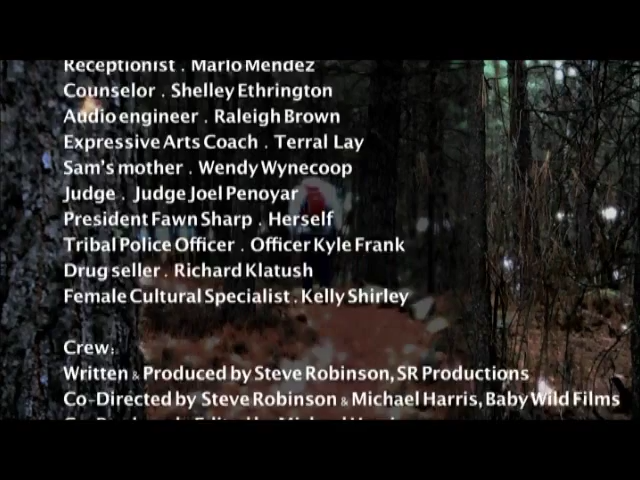 Receptionist . Marlo Mendez
Counselor . Shelley Ethrington
Audio engineer . Raleigh Brown
Expressive Arts Coach . Terral Lay
Sam's mother . Wendy Wynecoop
Judge . Judge Joel Penoyar
President Fawn Sharp . Herself
Tribal Police Officer . Officer Kyle Frank
Drug seller . Richard Klatush
Female Cultural Specialist . Kelly Shirley
Crew:
Written & Produced by Steve Robinson, SR Productions
Co-Directed by Steve Robinson & Michael Harris, Baby Wild Films